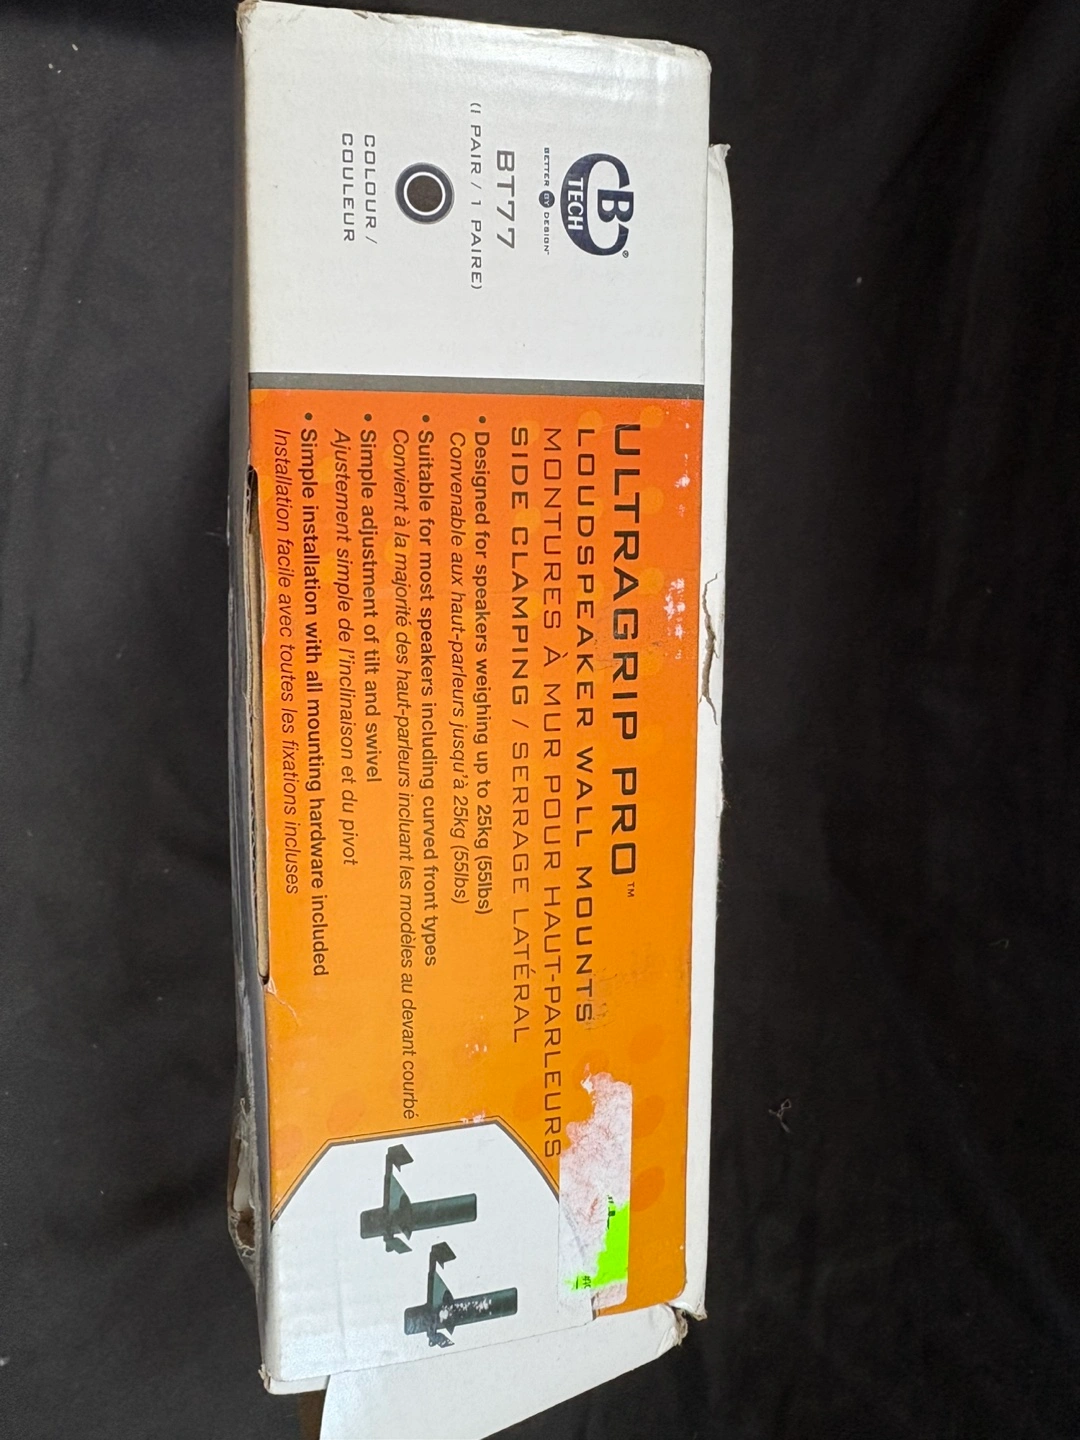 BT
TECH
®
BETTER BY DESIGN™
BT77
(1 PAIR / 1 PAIRE)
COLOUR /
COULEUR
ULTRAGRIP PRO™
LOUDSPEAKER WALL MOUNTS
MONTURES À MUR POUR HAUT-PARLEURS
SIDE CLAMPING / SERRAGE LATÉRAL
• Designed for speakers weighing up to 25kg (55lbs)
Convenable aux haut-parleurs jusqu'à 25kg (55lbs)
• Suitable for most speakers including curved front types
Convient à la majorité des haut-parleurs incluant les modèles au devant courbé
• Simple adjustment of tilt and swivel
Ajustement simple de l'inclinaison et du pivot
• Simple installation with all mounting hardware included
Installation facile avec toutes les fixations incluses